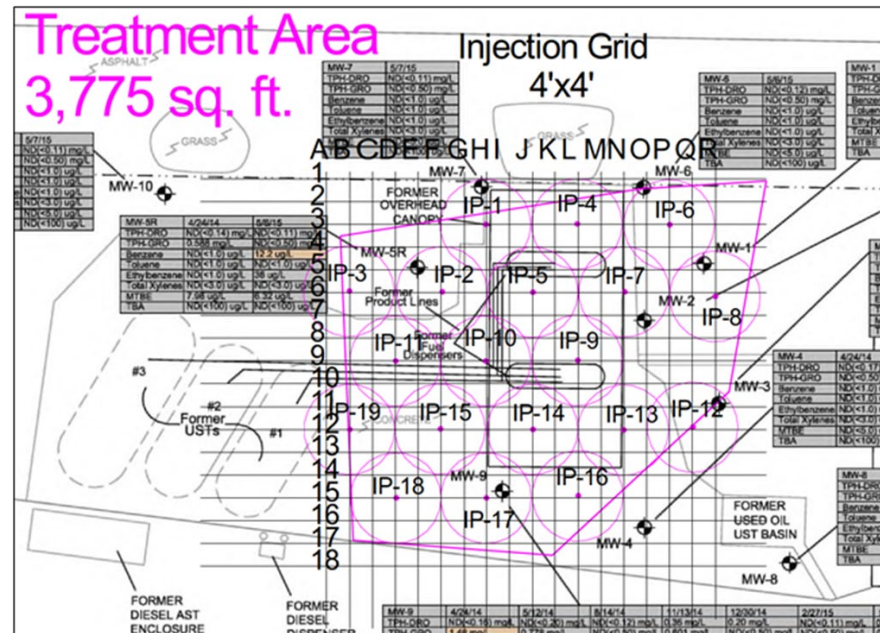 Treatment Area
3,775 sq. ft.
Injection Grid
4'x4'
ASPHALT
GRASS
GRASS
MW-7 5/7/15
TPH-DRO ND(<0.11) mg/L
TPH-GRO ND(<0.50) mg/L
Benzene ND(<1.0) ug/L
Toluene ND(<1.0) ug/L
Ethylbenzene ND(<1.0) ug/L
Total Xylenes ND(<3.0) ug/L
MW-6 5/6/15
TPH-DRO ND(<0.12) mg/L
TPH-GRO ND(<0.50) mg/L
Benzene ND(<1.0) ug/L
Toluene ND(<1.0) ug/L
Ethylbenzene ND(<1.0) ug/L
Total Xylenes ND(<3.0) ug/L
MTBE ND(<5.0) ug/L
TBA ND(<100) ug/L
MW-1
5/7/15
ND(<0.11) mg/L
ND(<0.50) mg/L
ND(<1.0) ug/L
ND(<1.0) ug/L
ND(<1.0) ug/L
ND(<3.0) ug/L
ND(<5.0) ug/L
ND(<100) ug/L
A B C D E F G H I J K L M N O P Q R
1
2
3
4
5
6
7
8
9
10
11
12
13
14
15
16
17
18
MW-10
MW-7
MW-6
FORMER
OVERHEAD
CANOPY
IP-1
IP-4
IP-6
MW-5R 4/24/14 5/6/15
TPH-DRO ND(<0.14) mg/L ND(<0.11) mg/L
TPH-GRO 0.588 mg/L ND(<0.50) mg/L
Benzene ND(<1.0) ug/L 12.2 ug/L
Toluene ND(<1.0) ug/L ND(<1.0) ug/L
Ethylbenzene ND(<1.0) ug/L
Total Xylenes ND(<3.0) ug/L ND(<3.0) ug/L
MTBE 7.98 ug/L 6.32 ug/L
TBA ND(<100) ug/L ND(<100) ug/L
MW-5R
MW-1
IP-3
IP-2
IP-5
IP-7
Former
Product Lines
MW-2
IP-8
IP-11
Former
Fuel
Dispensers
IP-10
IP-9
#3
#2
Former
USTs
#1
MW-3
IP-19
CONCRETE
IP-15
IP-14
IP-13
IP-12
MW-4 4/24/14
TPH-DRO
TPH-GRO
Benzene
Toluene
Ethylbenzene
Total Xylenes
MTBE
TBA
IP-18
MW-9
IP-17
IP-16
MW-4
FORMER
USED OIL
UST BASIN
MW-8
MW-8
TPH-DRO
TPH-GRO
Benzene
Toluene
MTBE
TBA
FORMER
DIESEL AST
ENCLOSURE
FORMER
DIESEL
DISPENSER
MW-9 4/24/14 5/12/14 8/14/14 11/13/14 12/30/14 2/27/15
TPH-DRO ND(<0.16) mg/L ND(<0.20) mg/L ND(<0.12) mg/L 0.36 mg/L 0.20 mg/L ND(<0.11) mg/L